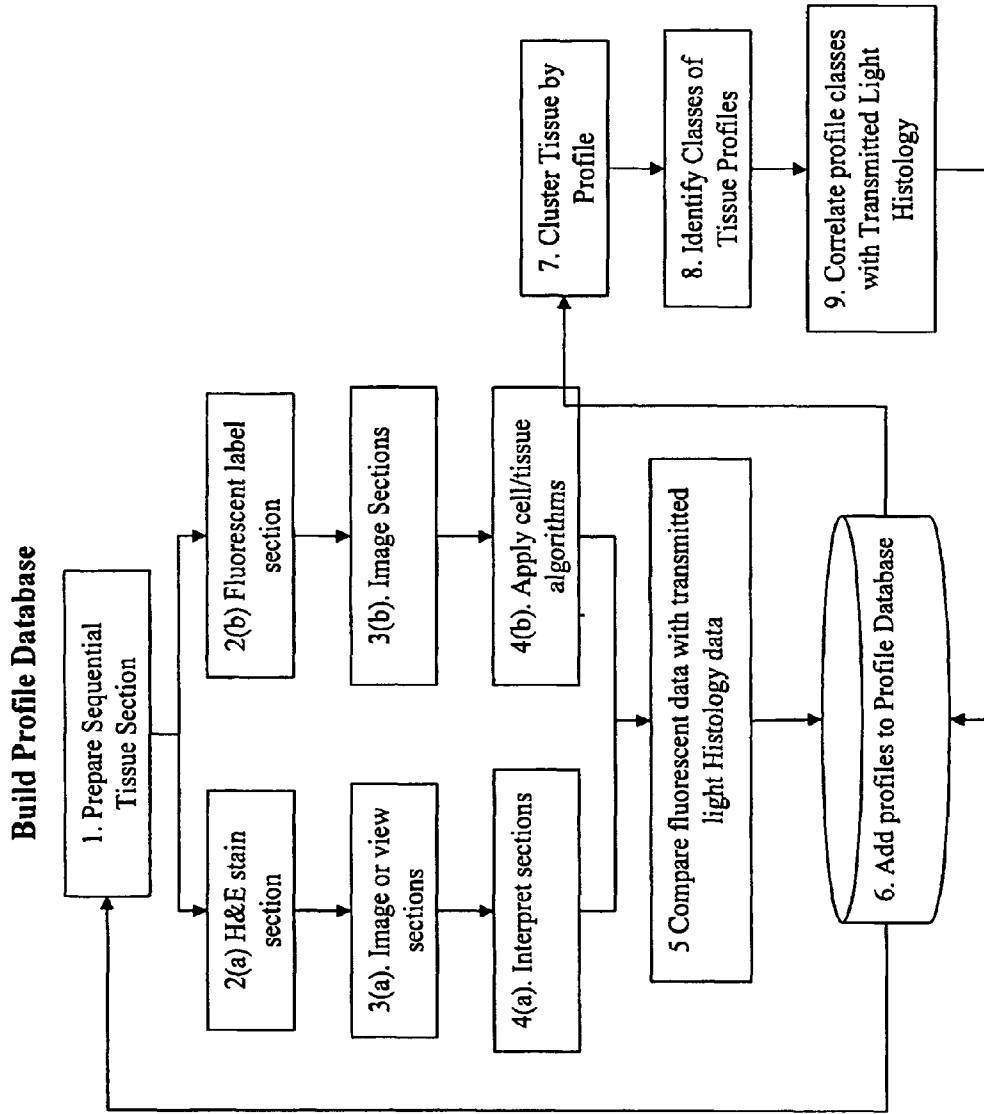 Build Profile Database
1. Prepare Sequential
Tissue Section
2(a) H&E stain
section
2(b) Fluorescent label
section
3(a). Image or view
sections
3(b). Image Sections
4(a). Interpret sections
4(b). Apply cell/tissue
algorithms
5 Compare fluorescent data with transmitted
light Histology data
6. Add profiles to Profile Database
7. Cluster Tissue by
Profile
8. Identify Classes of
Tissue Profiles
9. Correlate profile classes
with Transmitted Light
Histology